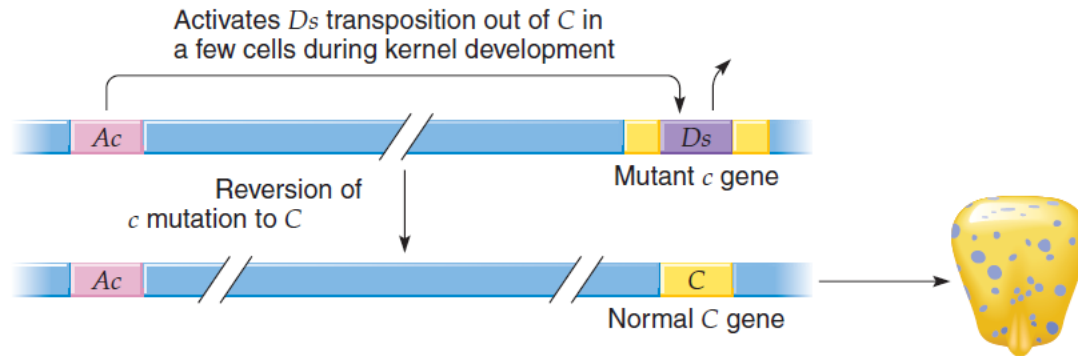 Activates Ds transposition out of C in
a few cells during kernel development
Ac
Ds
Mutant c gene
Reversion of
c mutation to C
Ac
C
Normal C gene